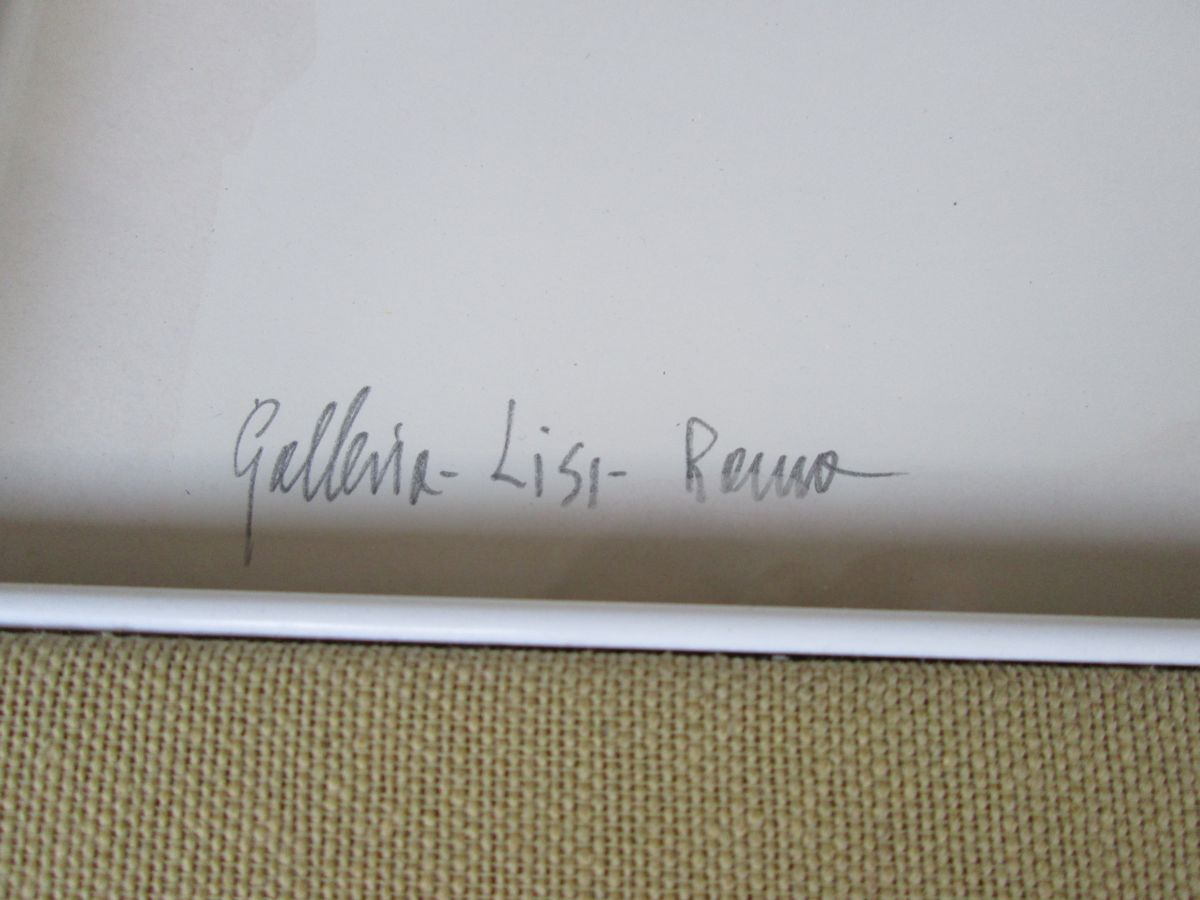 Galleria - Lisi - Roma